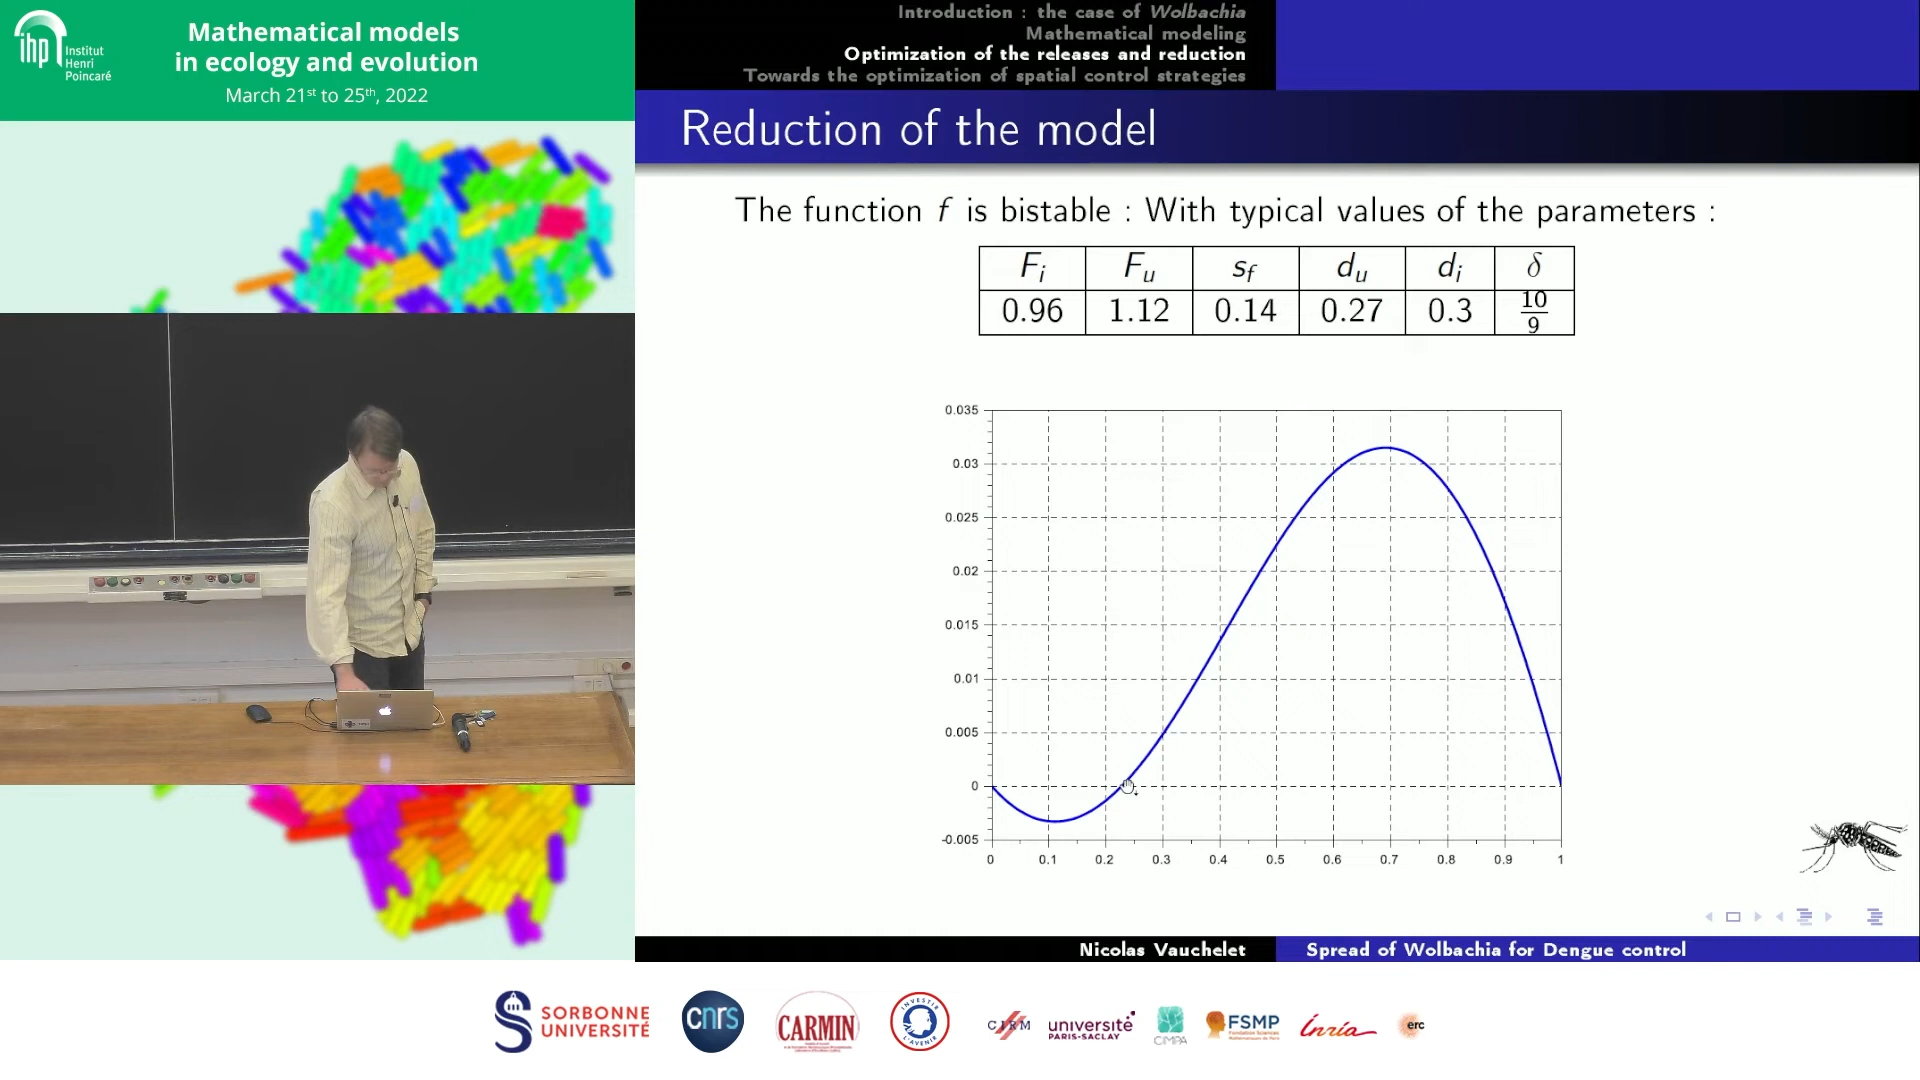 ihp Institut
Henri
Poincaré
Mathematical models
in ecology and evolution
March 21st to 25th, 2022
Introduction : the case of Wolbachia
Mathematical modeling
Optimization of the releases and reduction
Towards the optimization of spatial control strategies
Reduction of the model
The function f is bistable : With typical values of the parameters :
F_i F_u s_f d_u d_i δ
0.96 1.12 0.14 0.27 0.3 10/9
0.035
0.03
0.025
0.02
0.015
0.01
0.005
0
-0.005
0 0.1 0.2 0.3 0.4 0.5 0.6 0.7 0.8 0.9 1
Nicolas Vauchelet Spread of Wolbachia for Dengue control
SORBONNE
UNIVERSITÉ
cnrs
CARMIN
INVESTIR
L'AVENIR
CIRM
université
PARIS-SACLAY
CIMPA
FSMP
Fondation Sciences
Mathématiques de Paris
Inria
erc